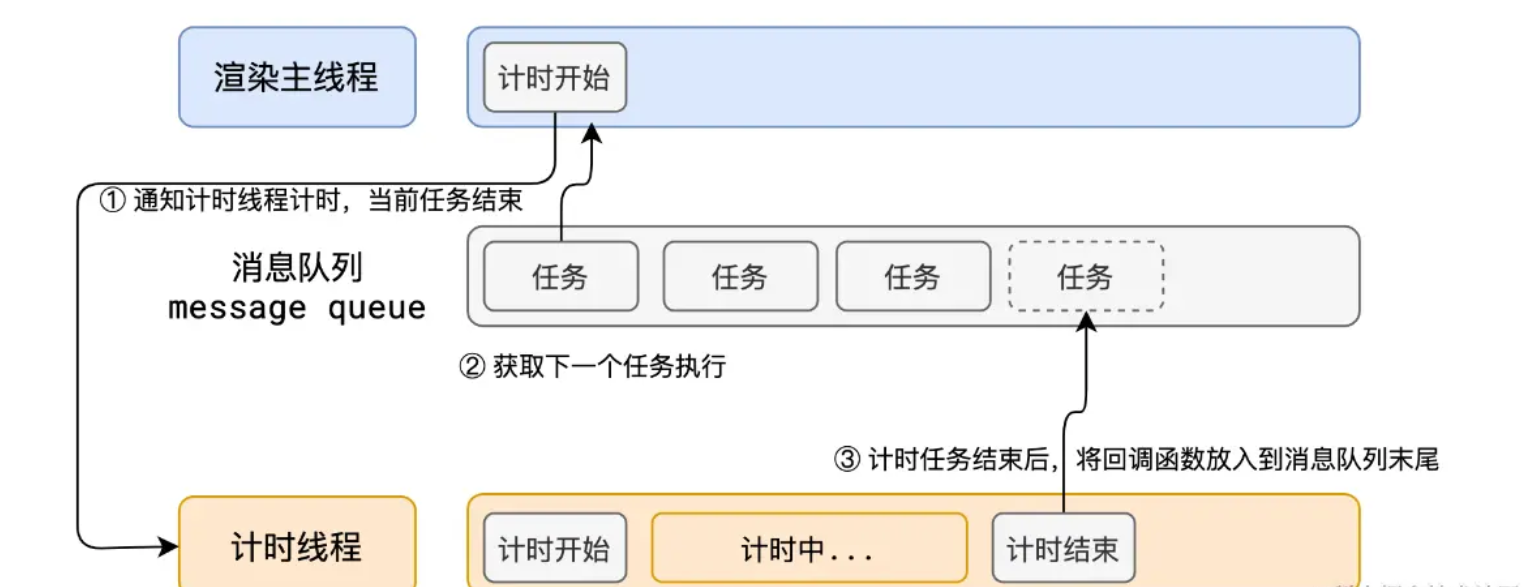 渲染主线程
计时开始
① 通知计时线程计时，当前任务结束
消息队列
message queue
任务
任务
任务
任务
② 获取下一个任务执行
③ 计时任务结束后，将回调函数放入到消息队列末尾
计时线程
计时开始
计时中...
计时结束